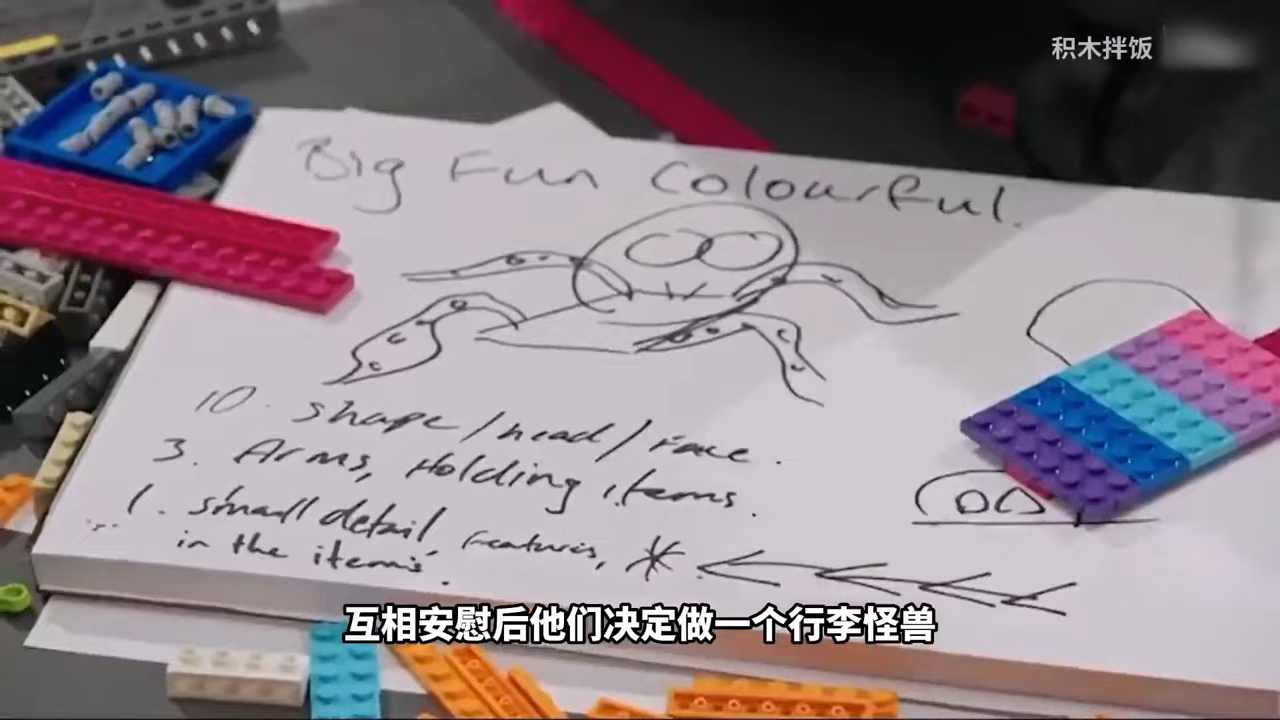 积木拌饭
Big Fun Colourful.
10. shape/head/Face.
3. Arms, Holding items.
1. small detail, Features, *
in the items.
互相安慰后他们决定做一个行李怪兽